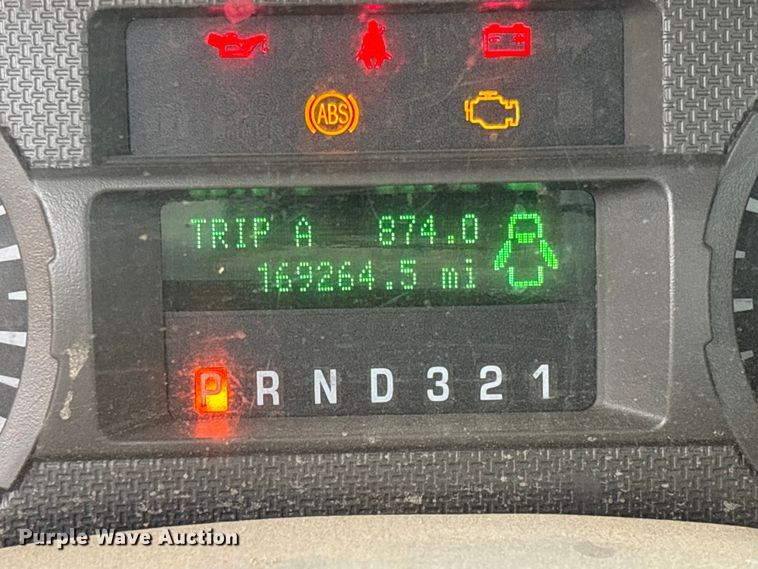 ABS
TRIP A 874.0
169264.5 mi
P R N D 3 2 1
Purple Wave Auction